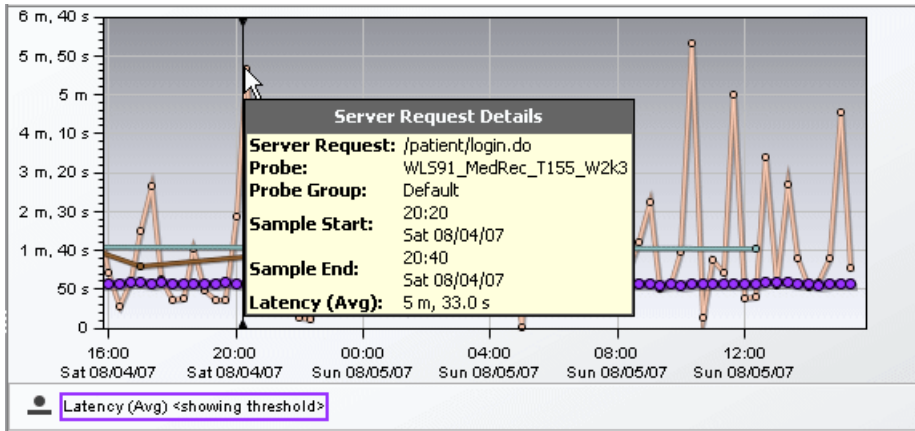 6 m, 40 s
5 m, 50 s
5 m
4 m, 10 s
3 m, 20 s
2 m, 30 s
1 m, 40 s
50 s
0
Server Request Details
Server Request: /patient/login.do
Probe: WLS91_MedRec_T155_W2k3
Probe Group: Default
Sample Start: 20:20
Sat 08/04/07
Sample End: 20:40
Sat 08/04/07
Latency (Avg): 5 m, 33.0 s
16:00 20:00 00:00 04:00 08:00 12:00
Sat 08/04/07 Sat 08/04/07 Sun 08/05/07 Sun 08/05/07 Sun 08/05/07 Sun 08/05/07
Latency (Avg) <showing threshold>